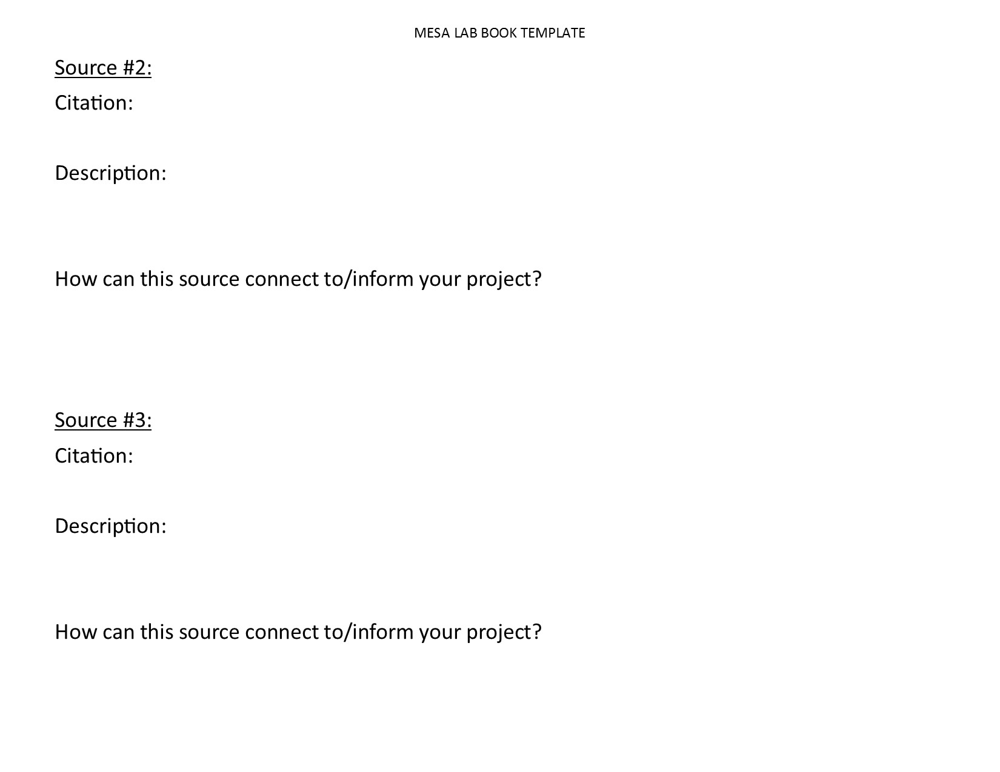 MESA LAB BOOK TEMPLATE
Source #2:
Citation:
Description:
How can this source connect to/inform your project?
Source #3:
Citation:
Description:
How can this source connect to/inform your project?